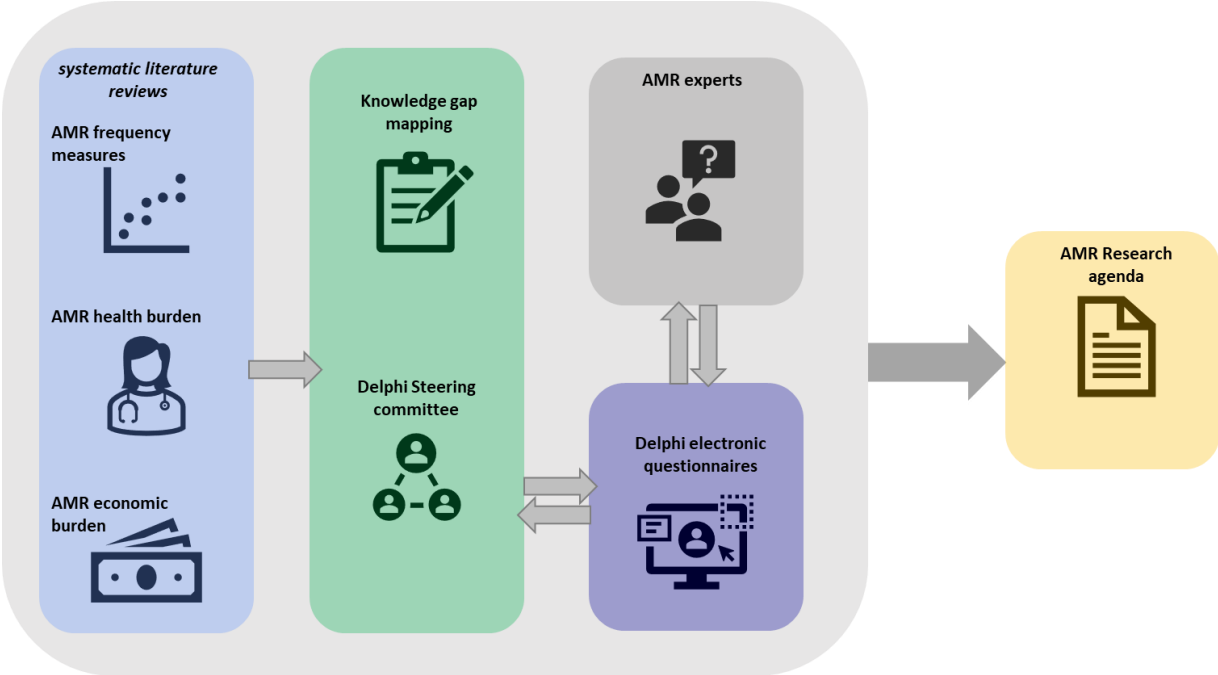 systematic literature
reviews
AMR frequency
measures
AMR health burden
AMR economic
burden
Knowledge gap
mapping
Delphi Steering
committee
AMR experts
?
Delphi electronic
questionnaires
AMR Research
agenda